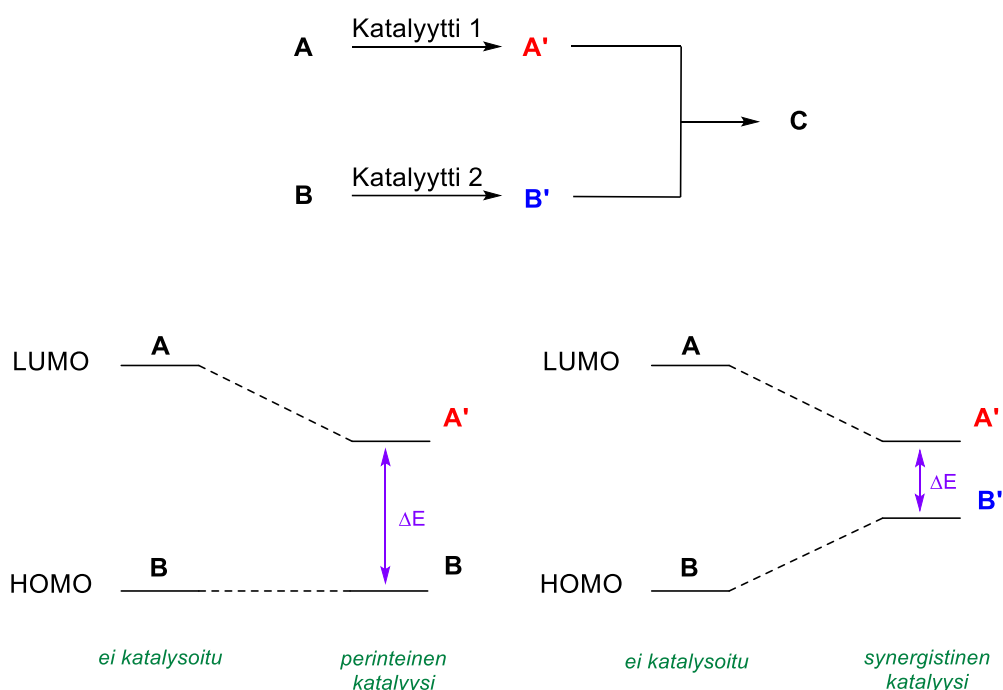 Katalyytti 1
A
A'
C
Katalyytti 2
B
B'
LUMO
A
A'
ΔE
HOMO
B
B
ei katalysoitu
perinteinen
katalyysi
LUMO
A
A'
ΔE
B'
HOMO
B
ei katalysoitu
synergistinen
katalyysi